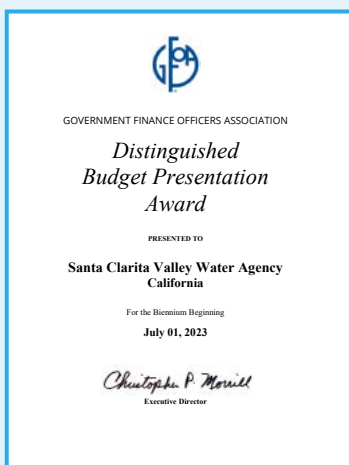 GFOA
GOVERNMENT FINANCE OFFICERS ASSOCIATION
Distinguished
Budget Presentation
Award
PRESENTED TO
Santa Clarita Valley Water Agency
California
For the Biennium Beginning
July 01, 2023
Christopher P. Morrill
Executive Director